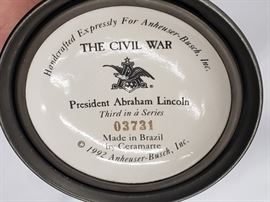 Handcrafted Expressly For Anheuser-Busch, Inc.
THE CIVIL WAR
President Abraham Lincoln
Third in a Series
03731
Made in Brazil
by Ceramarte
© 1992 Anheuser-Busch, Inc.